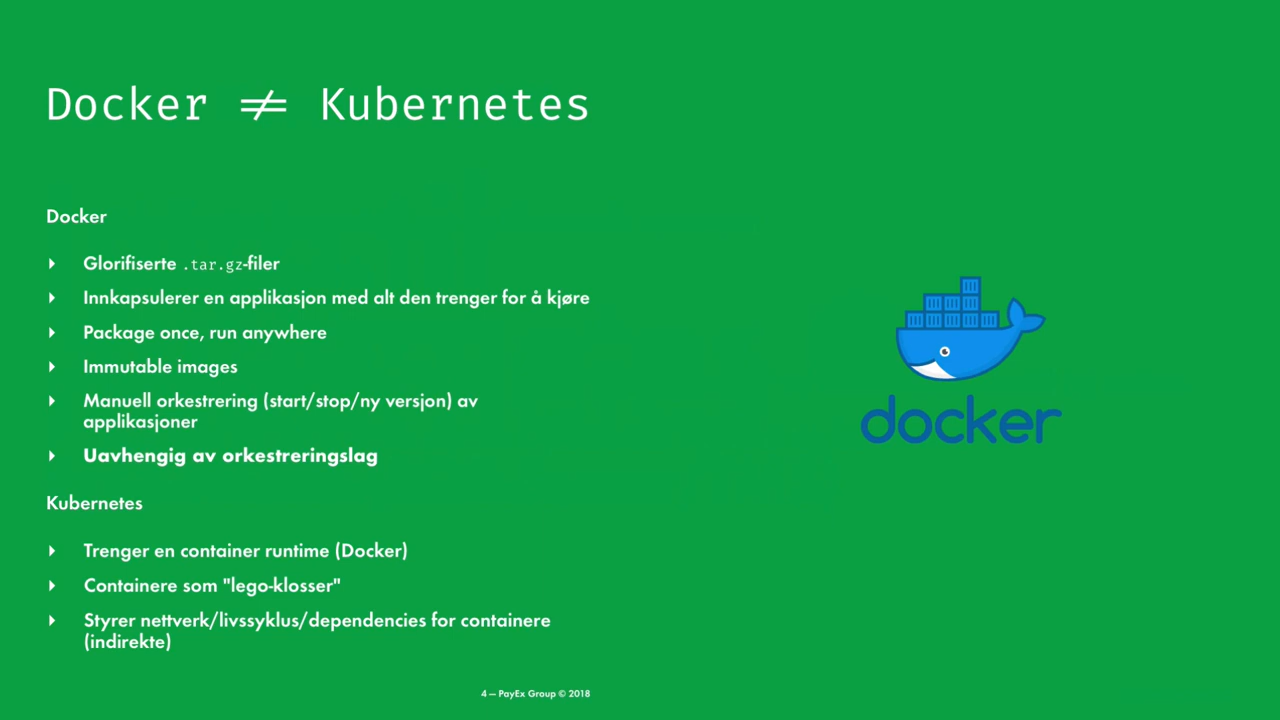 Docker ≠ Kubernetes
Docker
Glorifiserte .tar.gz-filer
Innkapsulerer en applikasjon med alt den trenger for å kjøre
Package once, run anywhere
Immutable images
Manuell orkestrering (start/stop/ny versjon) av
applikasjoner
Uavhengig av orkestreringslag
Kubernetes
Trenger en container runtime (Docker)
Containere som "lego-klosser"
Styrer nettverk/livssyklus/dependencies for containere
(indirekte)
docker
4 — PayEx Group © 2018